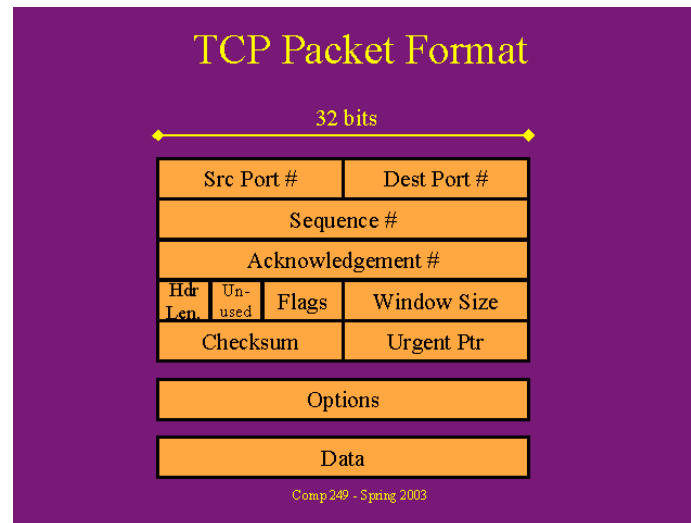 TCP Packet Format
32 bits
Src Port # Dest Port #
Sequence #
Acknowledgement #
Hdr Len. Un-used Flags Window Size
Checksum Urgent Ptr
Options
Data
Comp 249 - Spring 2003